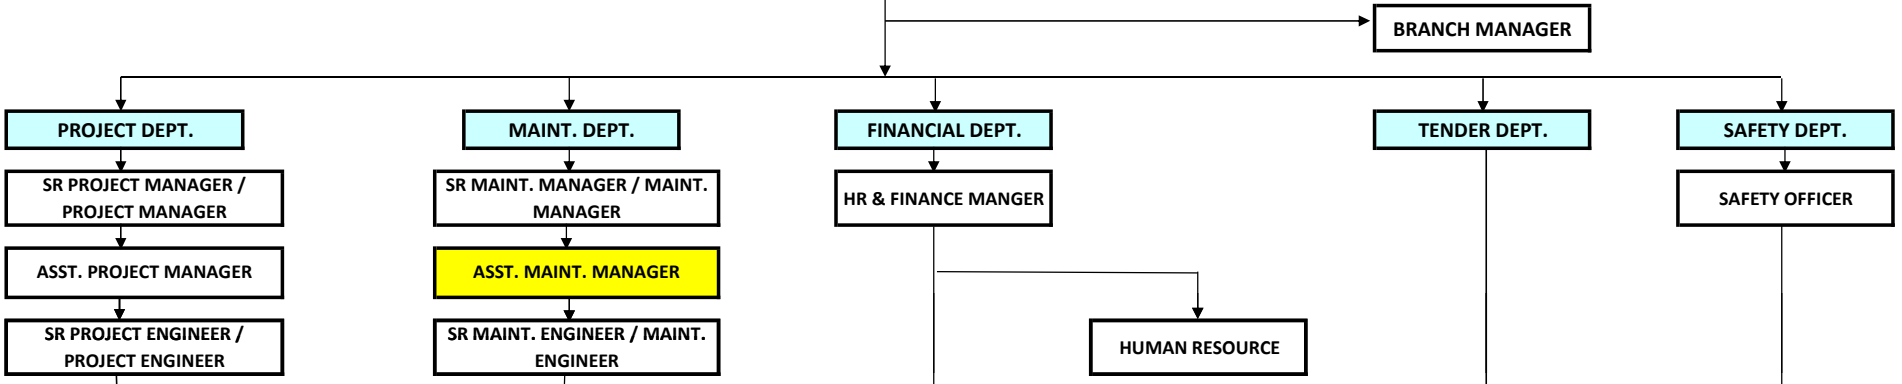 BRANCH MANAGER
PROJECT DEPT.
MAINT. DEPT.
FINANCIAL DEPT.
TENDER DEPT.
SAFETY DEPT.
SR PROJECT MANAGER /
PROJECT MANAGER
SR MAINT. MANAGER / MAINT.
MANAGER
HR & FINANCE MANGER
SAFETY OFFICER
ASST. PROJECT MANAGER
ASST. MAINT. MANAGER
SR PROJECT ENGINEER /
PROJECT ENGINEER
SR MAINT. ENGINEER / MAINT.
ENGINEER
HUMAN RESOURCE